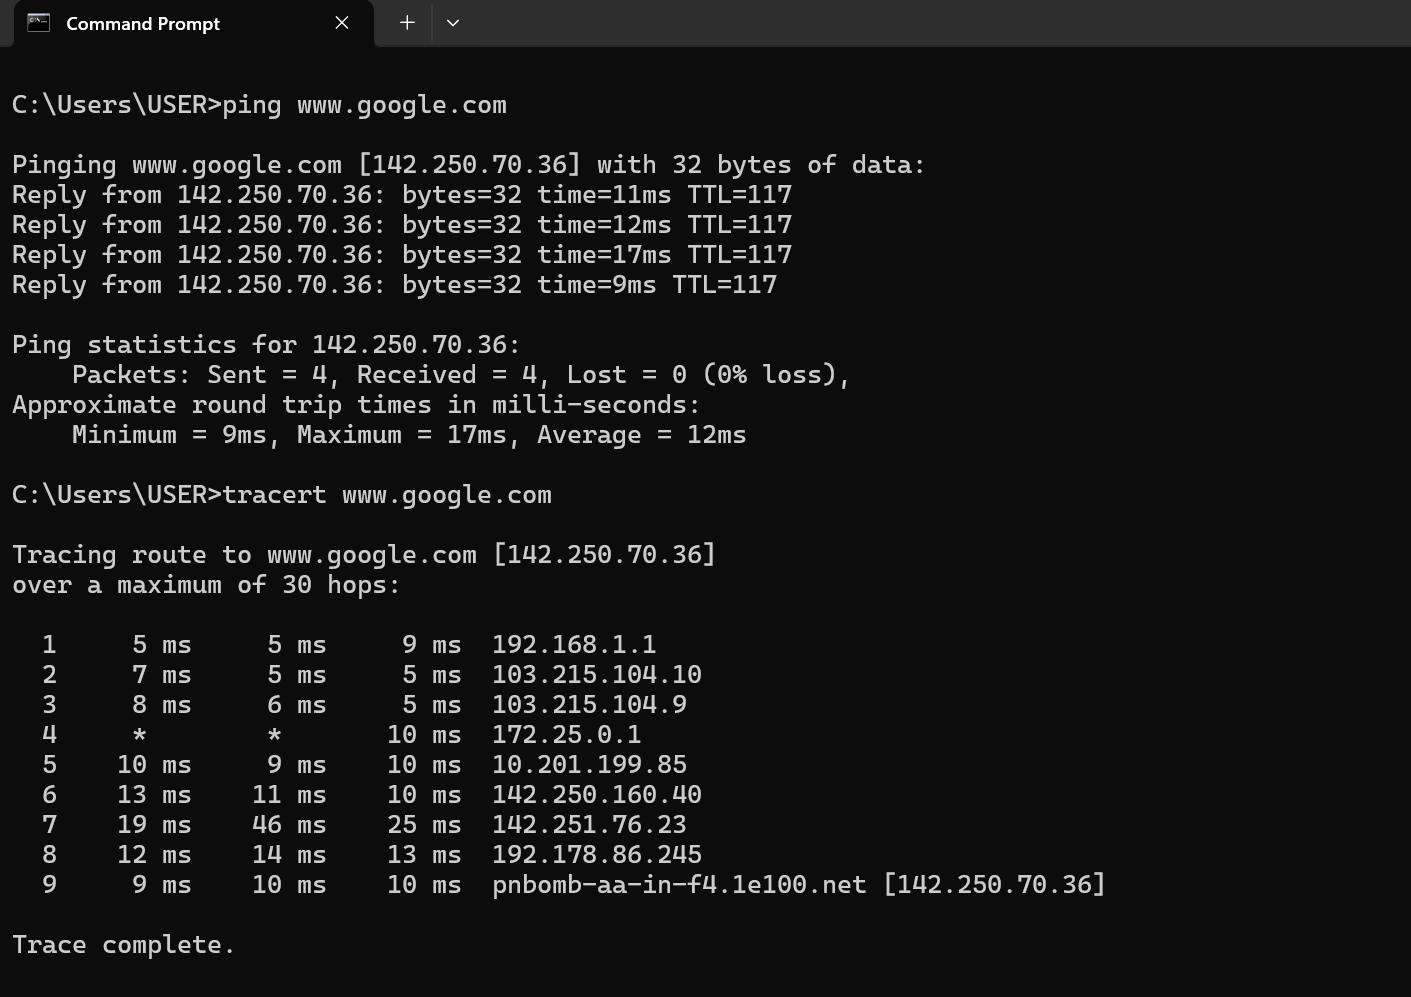 Command Prompt
C:\Users\USER>ping www.google.com
Pinging www.google.com [142.250.70.36] with 32 bytes of data:
Reply from 142.250.70.36: bytes=32 time=11ms TTL=117
Reply from 142.250.70.36: bytes=32 time=12ms TTL=117
Reply from 142.250.70.36: bytes=32 time=17ms TTL=117
Reply from 142.250.70.36: bytes=32 time=9ms TTL=117
Ping statistics for 142.250.70.36:
    Packets: Sent = 4, Received = 4, Lost = 0 (0% loss),
Approximate round trip times in milli-seconds:
    Minimum = 9ms, Maximum = 17ms, Average = 12ms
C:\Users\USER>tracert www.google.com
Tracing route to www.google.com [142.250.70.36]
over a maximum of 30 hops:
  1     5 ms     5 ms     9 ms  192.168.1.1
  2     7 ms     5 ms     5 ms  103.215.104.10
  3     8 ms     6 ms     5 ms  103.215.104.9
  4     *        *       10 ms  172.25.0.1
  5    10 ms     9 ms    10 ms  10.201.199.85
  6    13 ms    11 ms    10 ms  142.250.160.40
  7    19 ms    46 ms    25 ms  142.251.76.23
  8    12 ms    14 ms    13 ms  192.178.86.245
  9     9 ms    10 ms    10 ms  pnbomb-aa-in-f4.1e100.net [142.250.70.36]
Trace complete.